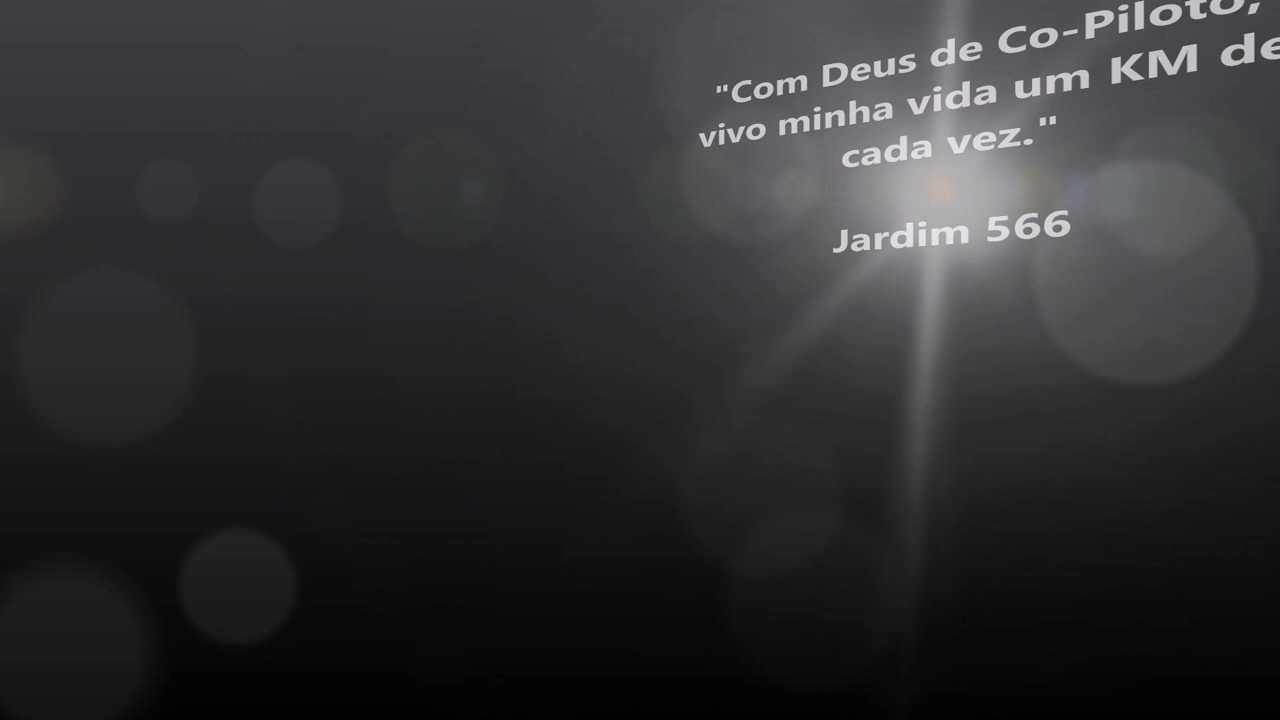 "Com Deus de Co-Piloto,
vivo minha vida um KM de
cada vez."
Jardim 566